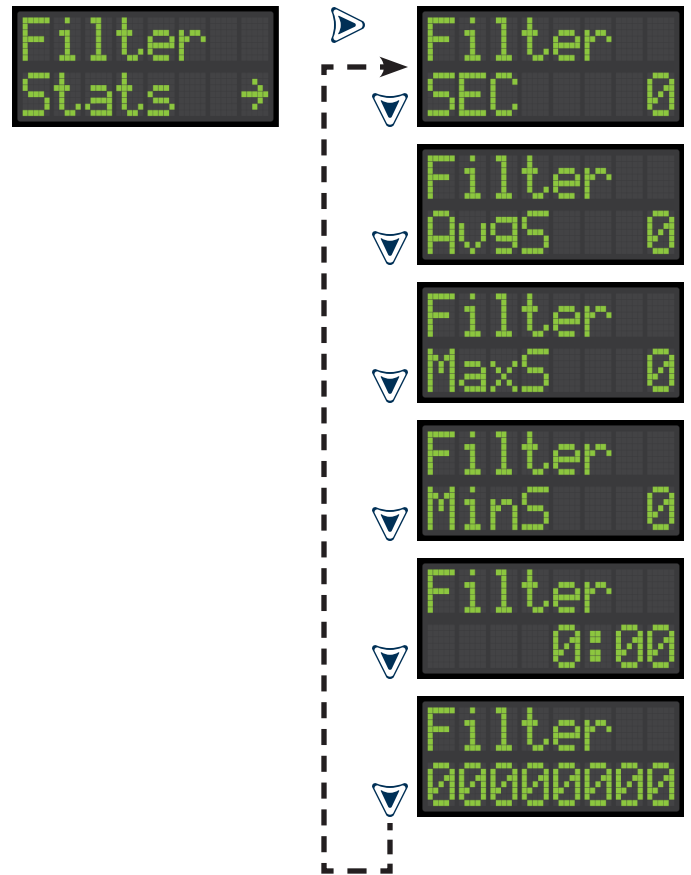 Filter
Stats →
Filter
SEC 0
Filter
AvgS 0
Filter
MaxS 0
Filter
MinS 0
Filter
0:00
Filter
00000000